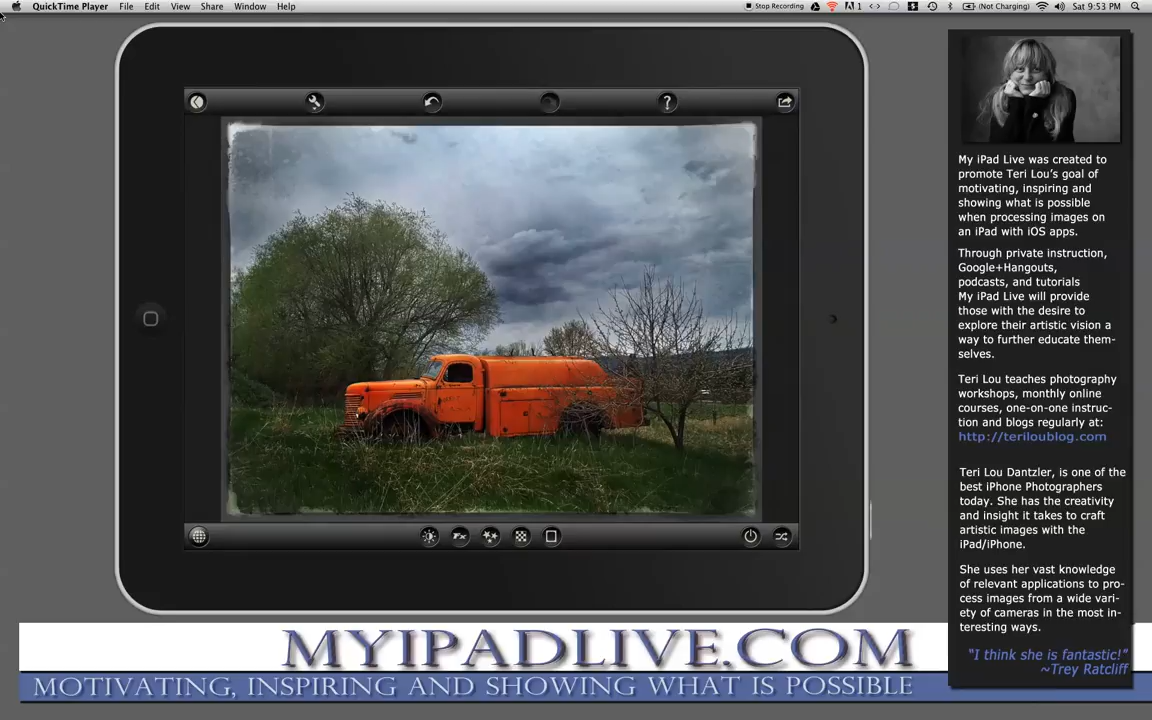 QuickTime Player File Edit View Share Window Help Stop Recording 1 (Not Charging) Sat 9:53 PM
?
My iPad Live was created to
promote Teri Lou's goal of
motivating, inspiring and
showing what is possible
when processing images on
an iPad with iOS apps.
Through private instruction,
Google+Hangouts,
podcasts, and tutorials
My iPad Live will provide
those with the desire to
explore their artistic vision a
way to further educate them-
selves.
Teri Lou teaches photography
workshops, monthly online
courses, one-on-one instruc-
tion and blogs regularly at:
http://teriloublog.com
Teri Lou Dantzler, is one of the
best iPhone Photographers
today. She has the creativity
and insight it takes to craft
artistic images with the
iPad/iPhone.
She uses her vast knowledge
of relevant applications to pro-
cess images from a wide vari-
ety of cameras in the most in-
teresting ways.
"I think she is fantastic!"
~Trey Ratcliff
MYIPADLIVE.COM
MOTIVATING, INSPIRING AND SHOWING WHAT IS POSSIBLE